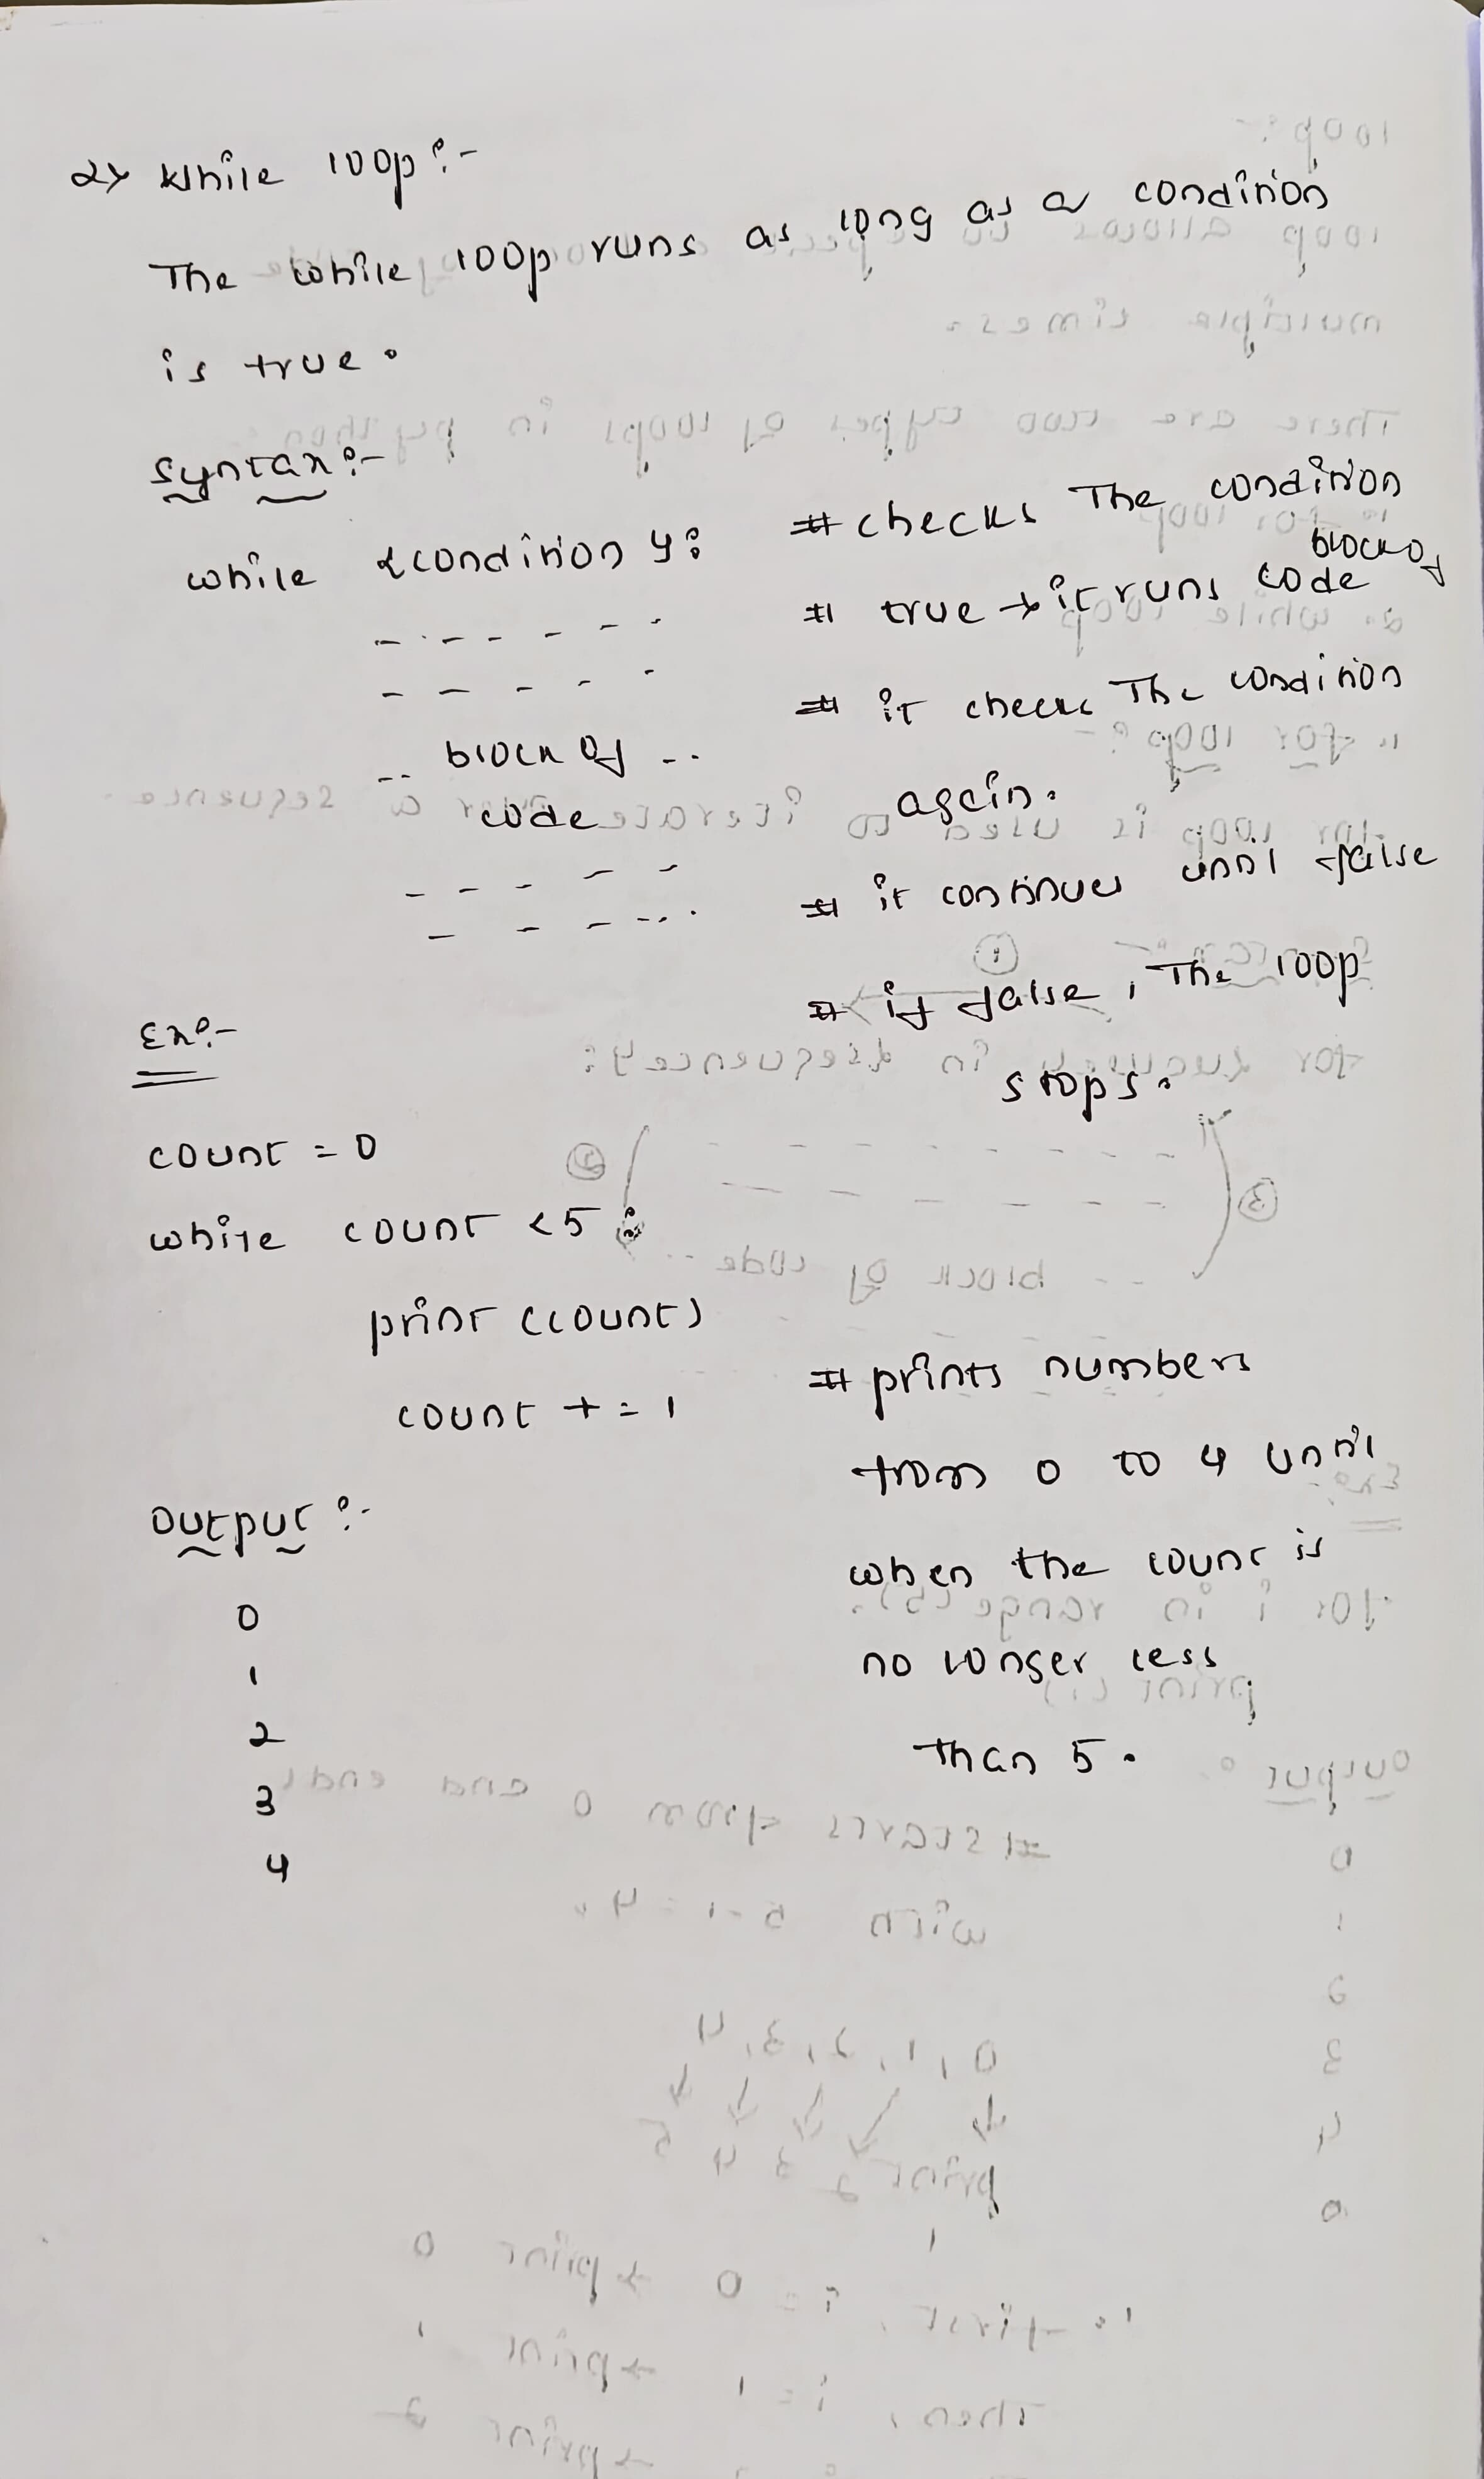 2> While loop :-
The while loop runs as long as a condition
is true.
Syntax :-
while {condition}: # checks The condition
# true → it runs block of code
# it checks The condition
again.
-- block of --
code
# it continues until false
# if false, The loop
stops.
Ex:-
count = 0
while count < 5 :
print (count)
count += 1
# prints numbers
from 0 to 4 until
when the count is
no longer less
than 5.
Output :-
0
1
2
3
4